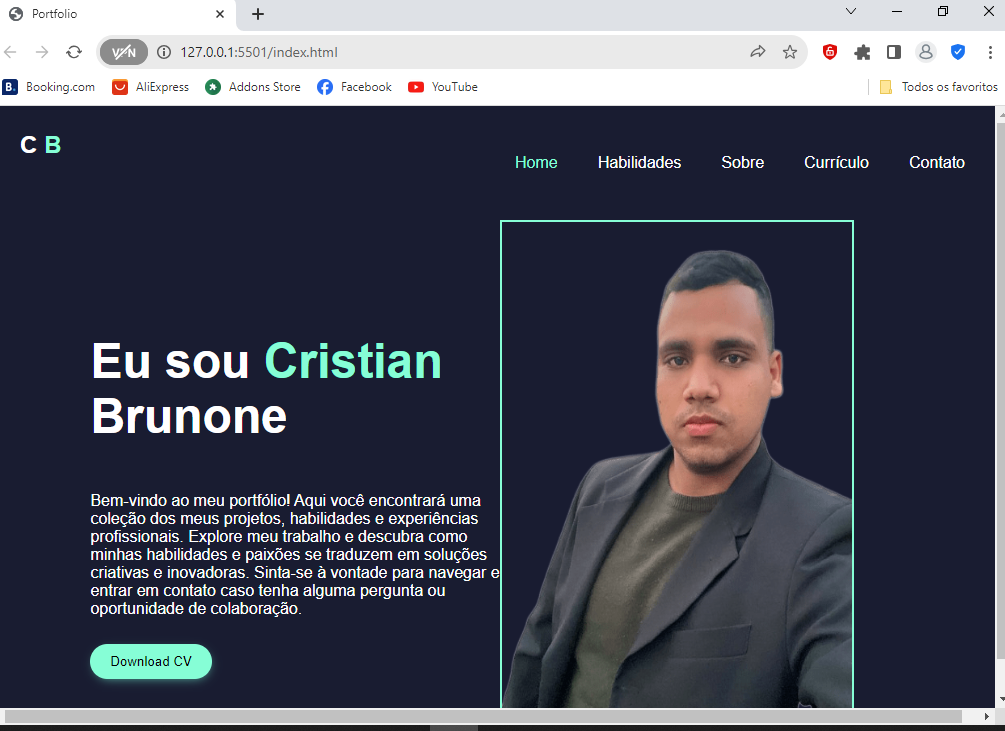 Portfolio
VPN
127.0.0.1:5501/index.html
B. Booking.com AliExpress Addons Store Facebook YouTube Todos os favoritos
C B
Home Habilidades Sobre Currículo Contato
Eu sou Cristian
Brunone
Bem-vindo ao meu portfólio! Aqui você encontrará uma
coleção dos meus projetos, habilidades e experiências
profissionais. Explore meu trabalho e descubra como
minhas habilidades e paixões se traduzem em soluções
criativas e inovadoras. Sinta-se à vontade para navegar e
entrar em contato caso tenha alguma pergunta ou
oportunidade de colaboração.
Download CV